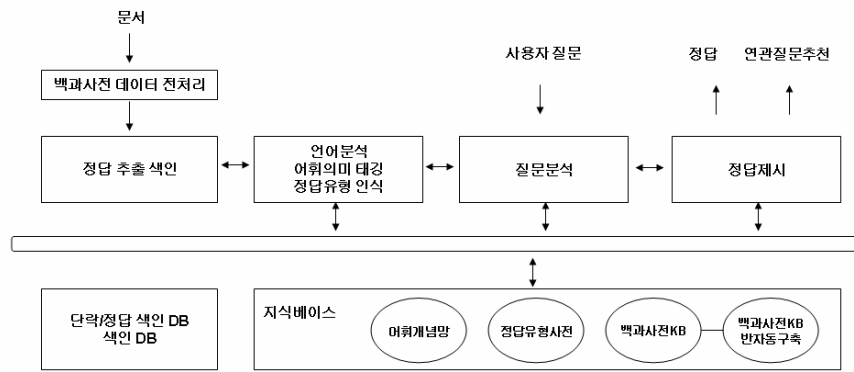 문서
사용자 질문
정답
연관질문추천
백과사전 데이터 전처리
정답 추출 색인
언어분석
어휘의미 태깅
정답유형 인식
질문분석
정답제시
단락/정답 색인 DB
색인 DB
지식베이스
어휘개념망
정답유형사전
백과사전KB
백과사전KB
반자동구축